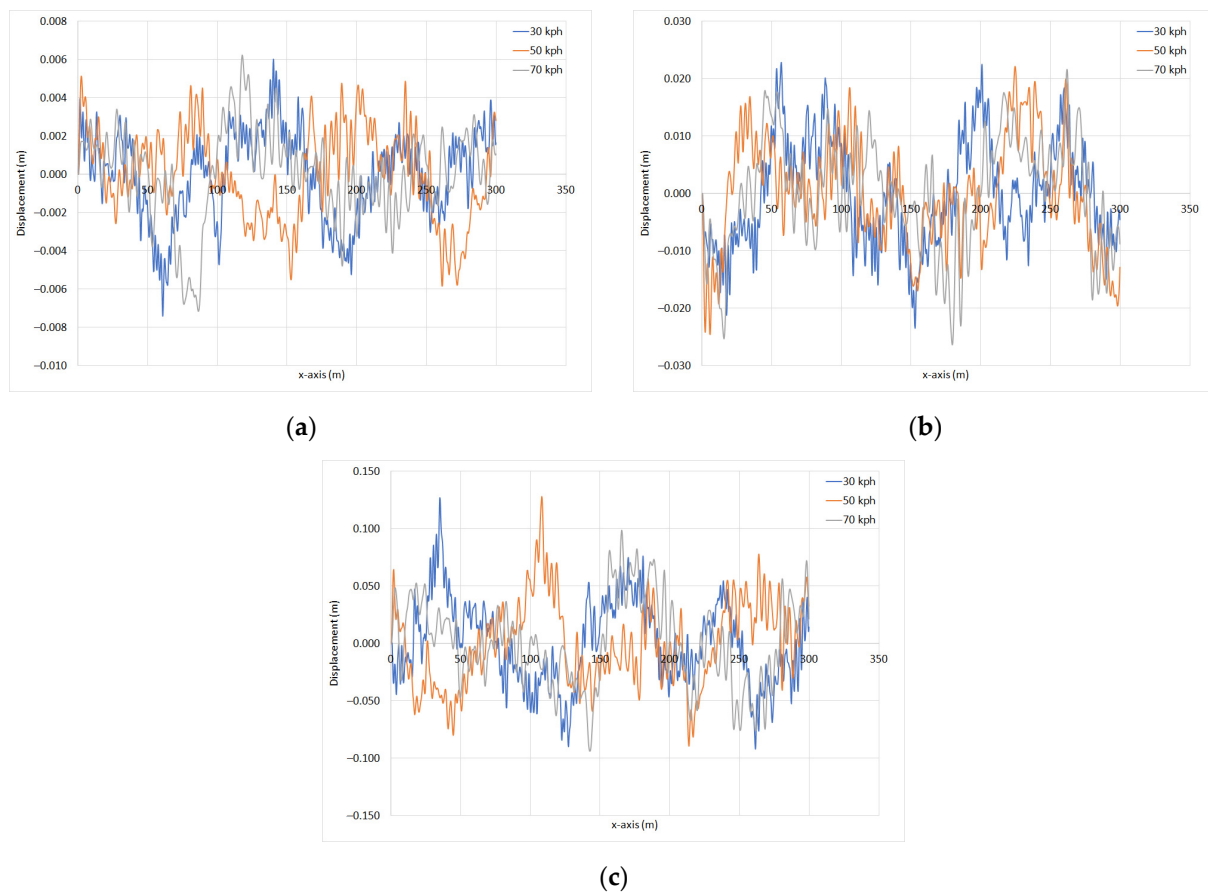 0.008
0.006
0.004
0.002
0.000
−0.002
−0.004
−0.006
−0.008
−0.010
0 50 100 150 200 250 300 350
Displacement (m)
x-axis (m)
30 kph
50 kph
70 kph
(a)
0.030
0.020
0.010
0.000
−0.010
−0.020
−0.030
0 50 100 150 200 250 300 350
Displacement (m)
x-axis (m)
30 kph
50 kph
70 kph
(b)
0.150
0.100
0.050
0.000
−0.050
−0.100
−0.150
0 50 100 150 200 250 300 350
Displacement (m)
x-axis (m)
30 kph
50 kph
70 kph
(c)